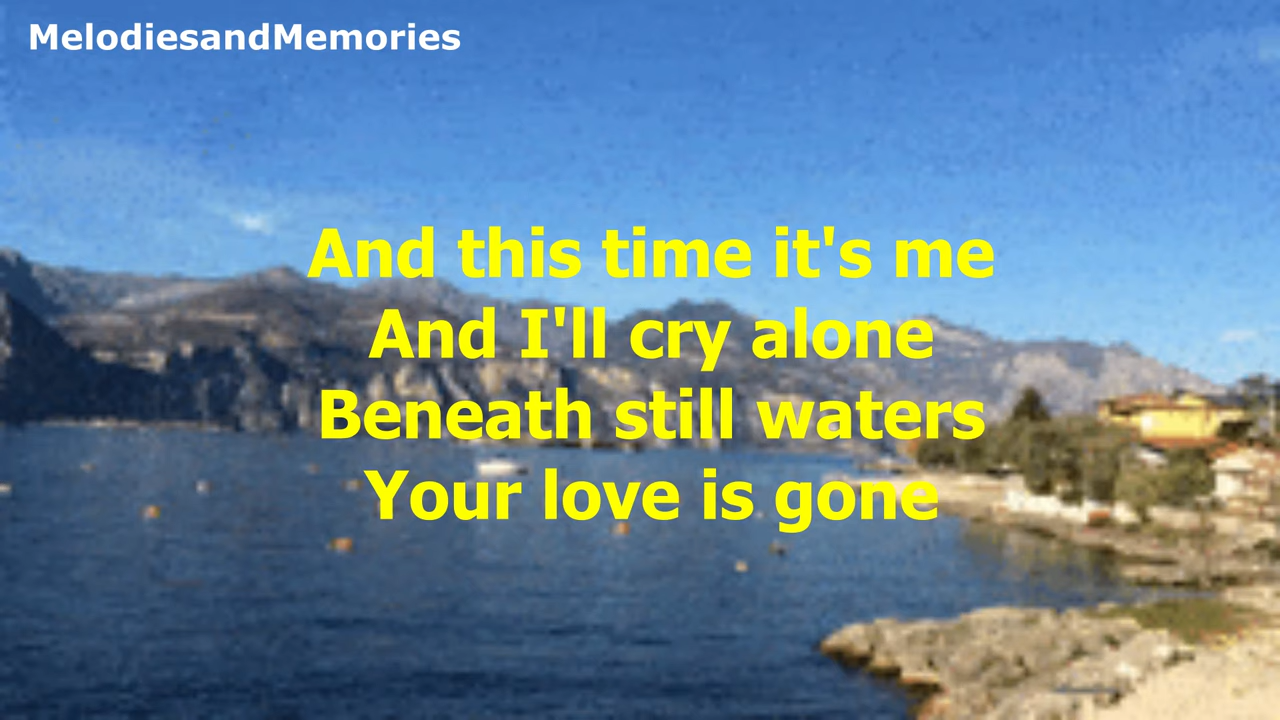 MelodiesandMemories
And this time it's me
And I'll cry alone
Beneath still waters
Your love is gone